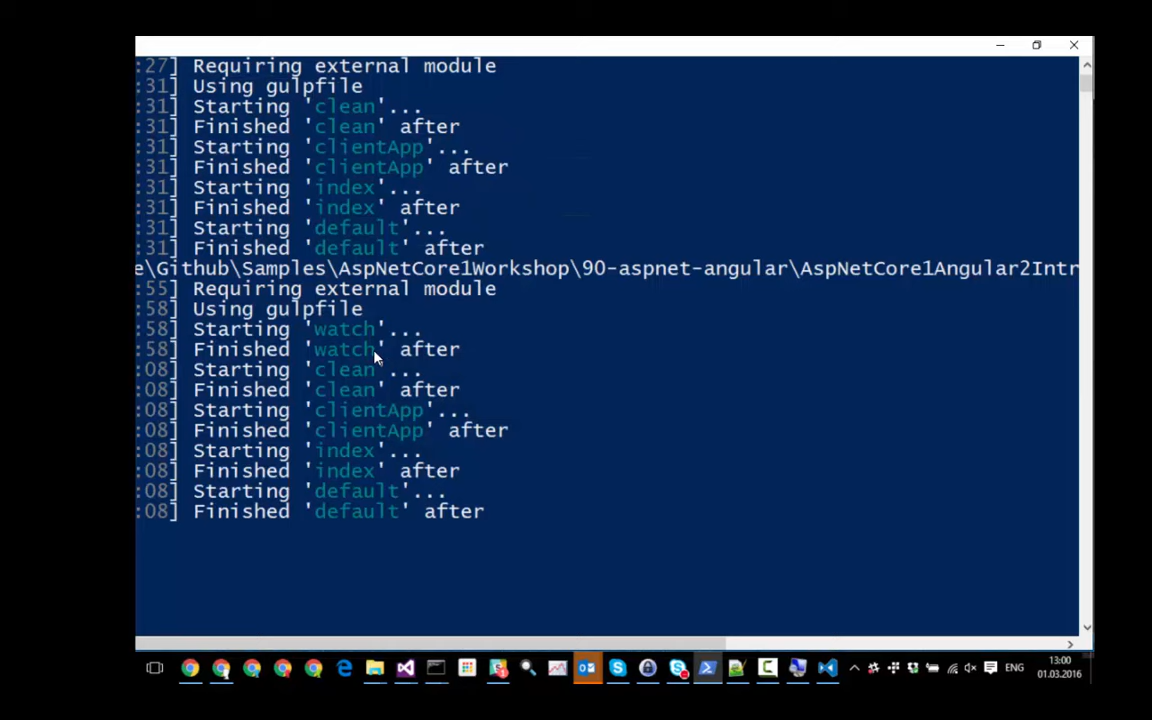 :27] Requiring external module
:31] Using gulpfile
:31] Starting 'clean'...
:31] Finished 'clean' after
:31] Starting 'clientApp'...
:31] Finished 'clientApp' after
:31] Starting 'index'...
:31] Finished 'index' after
:31] Starting 'default'...
:31] Finished 'default' after
e\Github\Samples\AspNetCore1Workshop\90-aspnet-angular\AspNetCore1Angular2Intr
:55] Requiring external module
:58] Using gulpfile
:58] Starting 'watch'...
:58] Finished 'watch' after
:08] Starting 'clean'...
:08] Finished 'clean' after
:08] Starting 'clientApp'...
:08] Finished 'clientApp' after
:08] Starting 'index'...
:08] Finished 'index' after
:08] Starting 'default'...
:08] Finished 'default' after
ENG
13:00
01.03.2016